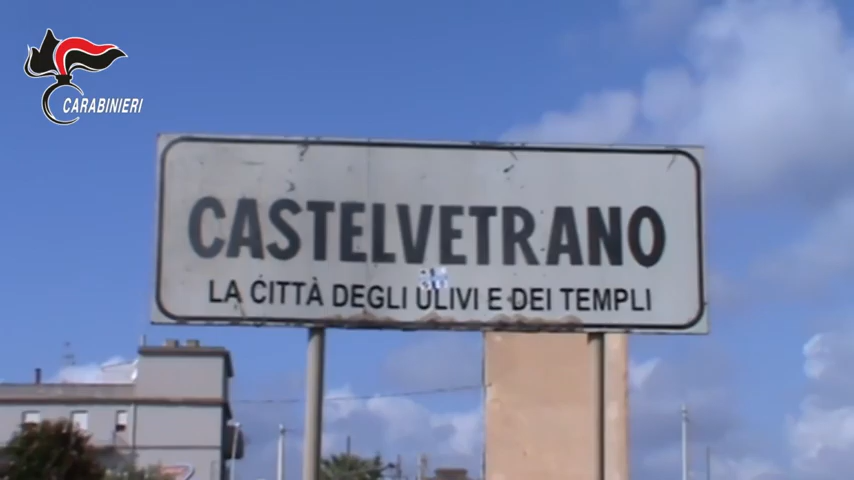 CARABINIERI
CASTELVETRANO
LA CITTÀ DEGLI ULIVI E DEI TEMPLI